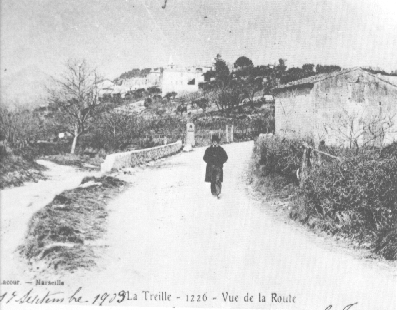 Lacour. — Marseille
La Treille - 1226 - Vue de la Route
17 Septembre 1903